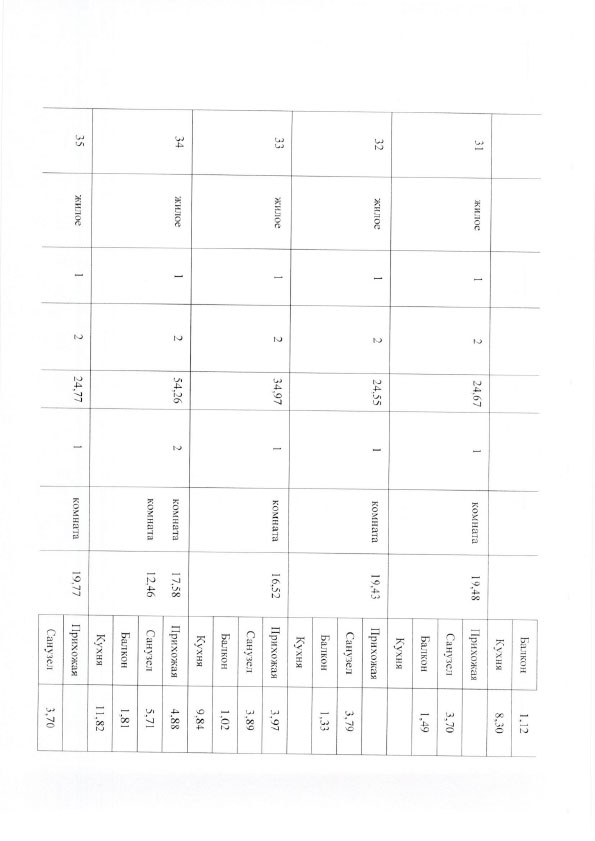 Балкон 1,12
Кухня 8,30
31 жилое 1 2 24,67 1 комната 19,48 Прихожая
Санузел 3,70
Балкон 1,49
Кухня
32 жилое 1 2 24,55 1 комната 19,43 Прихожая
Санузел 3,79
Балкон 1,33
Кухня
33 жилое 1 2 34,97 1 комната 16,52 Прихожая 3,97
Санузел 3,89
Балкон 1,02
Кухня 9,84
34 жилое 1 2 54,26 2 комната 17,58 Прихожая 4,88
комната 12,46 Санузел 5,71
Балкон 1,81
Кухня 11,82
35 жилое 1 2 24,77 1 комната 19,77 Прихожая
Санузел 3,70